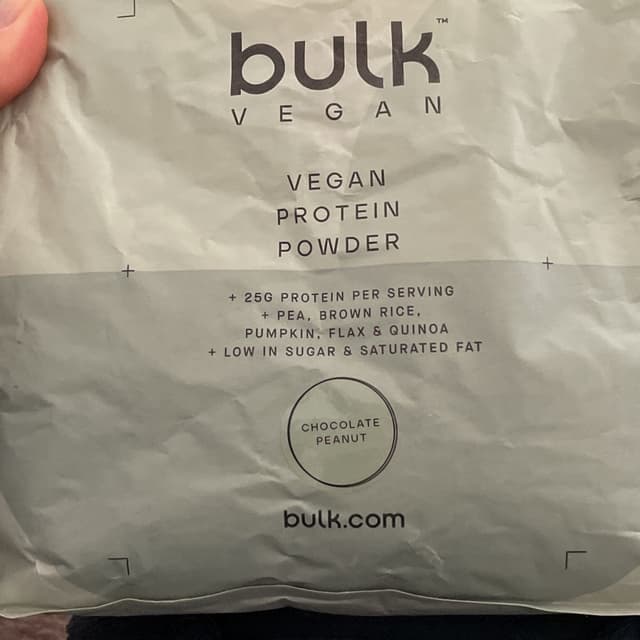 bulk™
VEGAN
VEGAN
PROTEIN
POWDER
+ 25G PROTEIN PER SERVING
+ PEA, BROWN RICE,
PUMPKIN, FLAX & QUINOA
+ LOW IN SUGAR & SATURATED FAT
CHOCOLATE
PEANUT
bulk.com